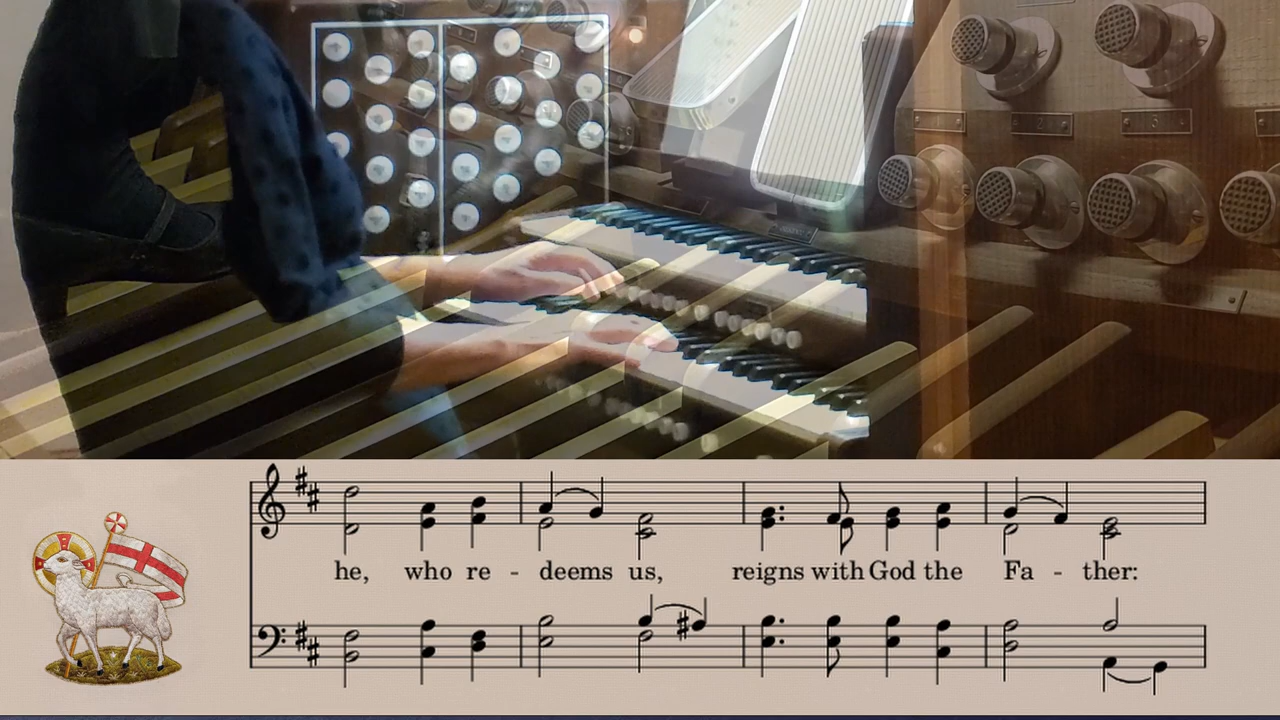 he, who re - deems us, reigns with God the Fa - ther: